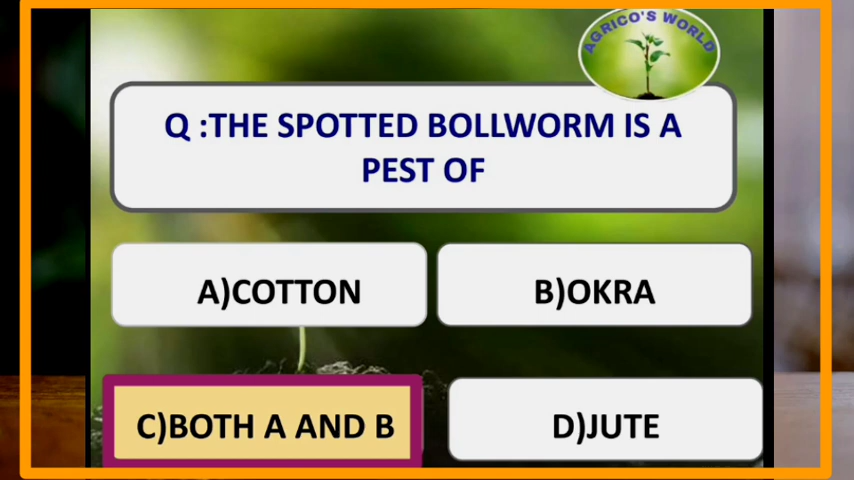 AGRICO'S WORLD
Q :THE SPOTTED BOLLWORM IS A
PEST OF
A)COTTON
B)OKRA
C)BOTH A AND B
D)JUTE